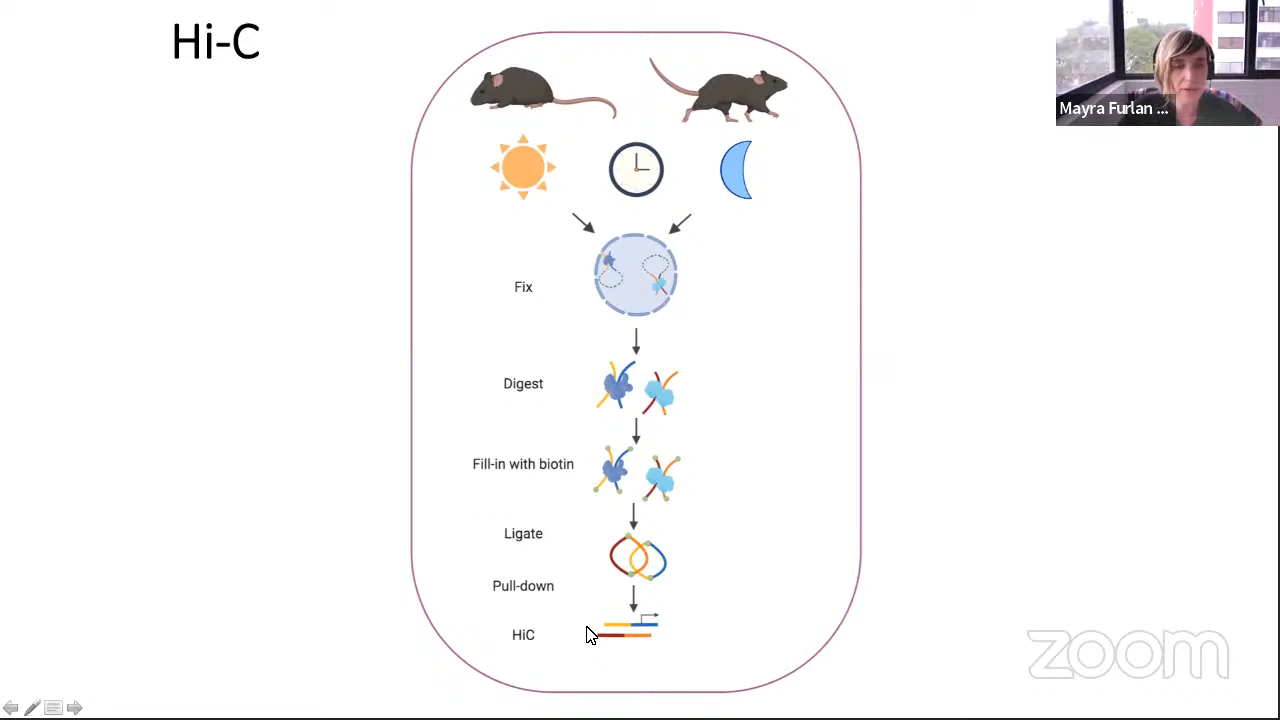 Hi-C
Mayra Furlan ...
Fix
Digest
Fill-in with biotin
Ligate
Pull-down
HiC
zoom